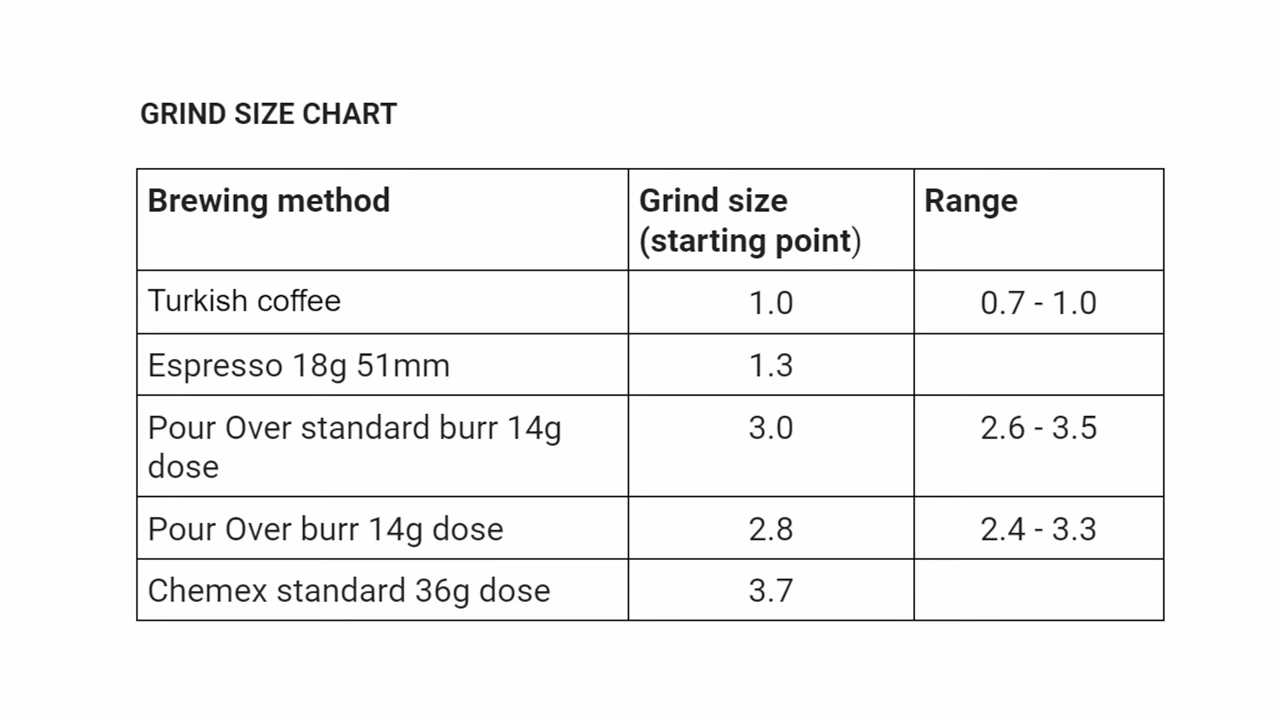 GRIND SIZE CHART
Brewing method
Grind size
(starting point)
Range
Turkish coffee
1.0
0.7 - 1.0
Espresso 18g 51mm
1.3
Pour Over standard burr 14g
dose
3.0
2.6 - 3.5
Pour Over burr 14g dose
2.8
2.4 - 3.3
Chemex standard 36g dose
3.7